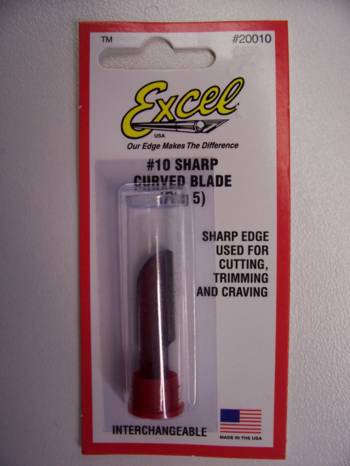 ™ #20010
Excel
USA
Our Edge Makes The Difference
#10 SHARP
CURVED BLADE
5)
SHARP EDGE
USED FOR
CUTTING,
TRIMMING
AND CRAVING
INTERCHANGEABLE
MADE IN THE USA